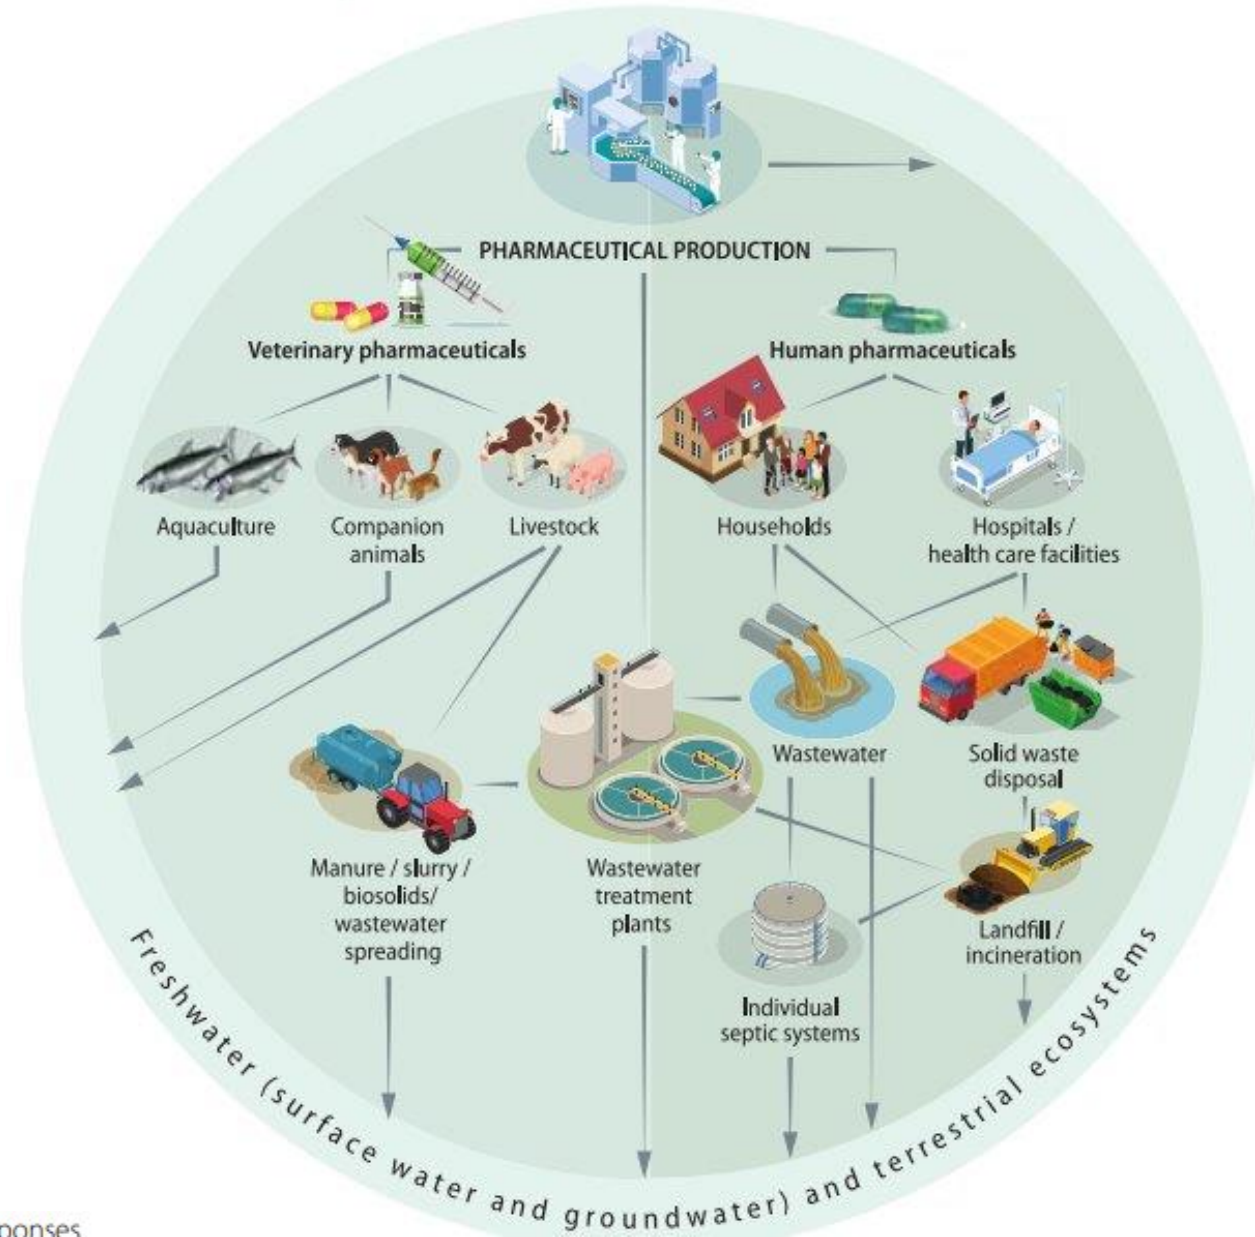 PHARMACEUTICAL PRODUCTION
Veterinary pharmaceuticals
Human pharmaceuticals
Aquaculture
Companion
animals
Livestock
Households
Hospitals /
health care facilities
Wastewater
Solid waste
disposal
Manure / slurry /
biosolids/
wastewater
spreading
Wastewater
treatment
plants
Landfill /
incineration
Individual
septic systems
Freshwater (surface water and groundwater) and terrestrial ecosystems